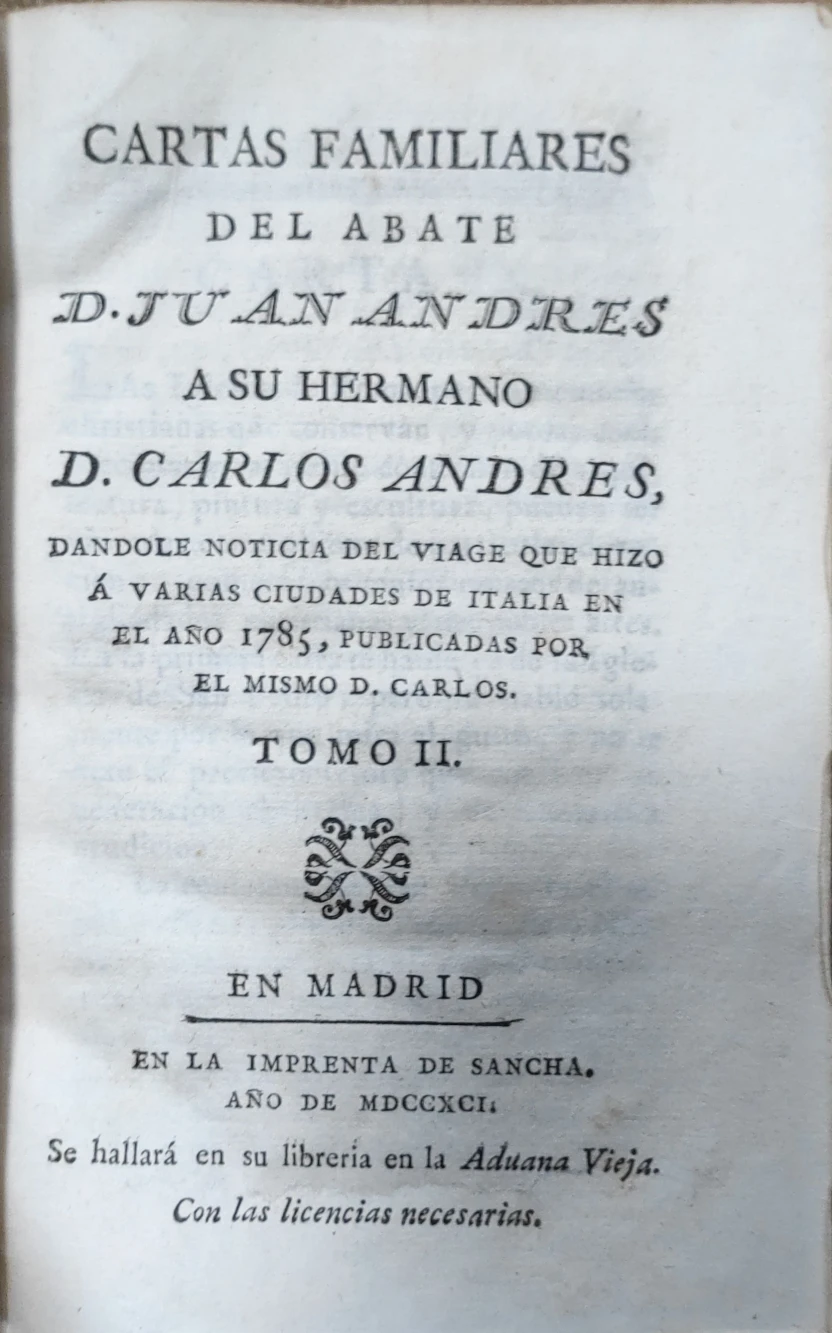 CARTAS FAMILIARES
DEL ABATE
D. JUAN ANDRES
A SU HERMANO
D. CARLOS ANDRES,
DANDOLE NOTICIA DEL VIAGE QUE HIZO
Á VARIAS CIUDADES DE ITALIA EN
EL AÑO 1785, PUBLICADAS POR
EL MISMO D. CARLOS.
TOMO II.
EN MADRID
EN LA IMPRENTA DE SANCHA.
AÑO DE MDCCXCI.
Se hallará en su libreria en la Aduana Vieja.
Con las licencias necesarias.